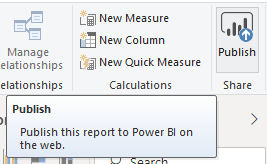 Manage
elationships
New Measure
New Column
New Quick Measure
Publish
elationships
Calculations
Share
Publish
Publish this report to Power BI on
the web.
Search